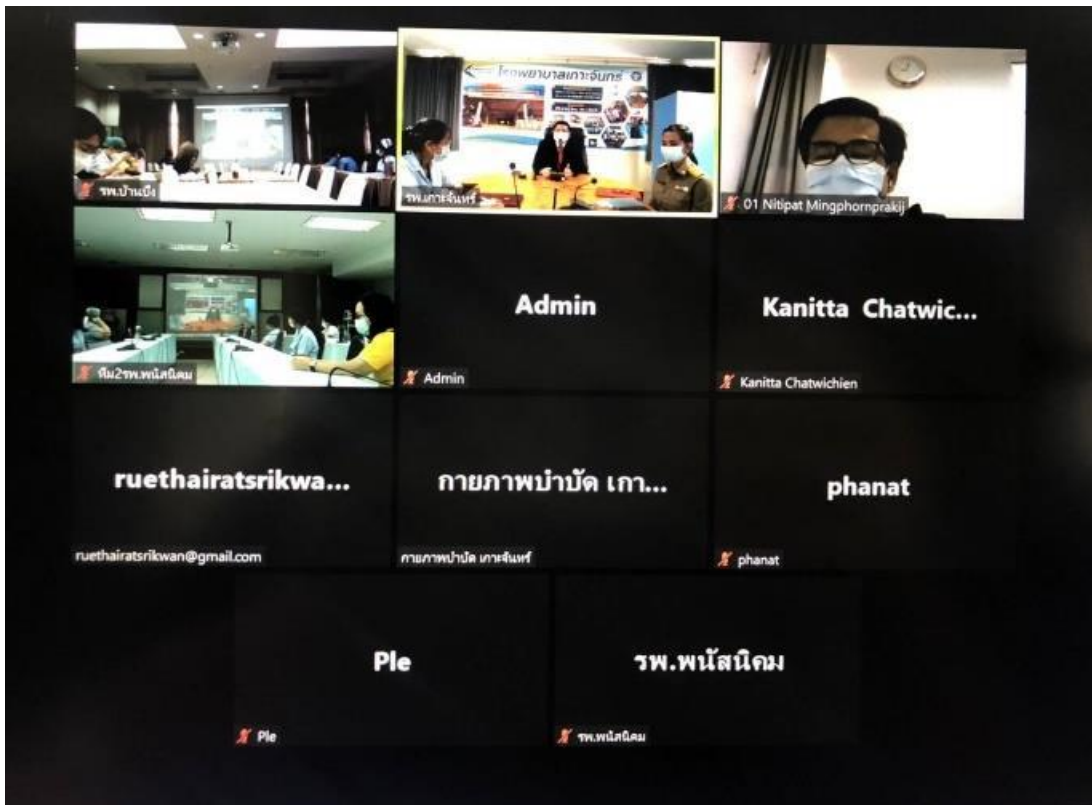 โรงพยาบาลเกาะจันทร์
รพ.บ้านบึง
รพ.เกาะจันทร์
01 Nitipat Mingphornprakij
ทีม2รพ.พนัสนิคม
Admin
Admin
Kanitta Chatwic...
Kanitta Chatwichien
ruethairatsrikwa...
ruethairatsrikwan@gmail.com
กายภาพบำบัด เกา...
กายภาพบำบัด เกาะจันทร์
phanat
phanat
Ple
Ple
รพ.พนัสนิคม
รพ.พนัสนิคม